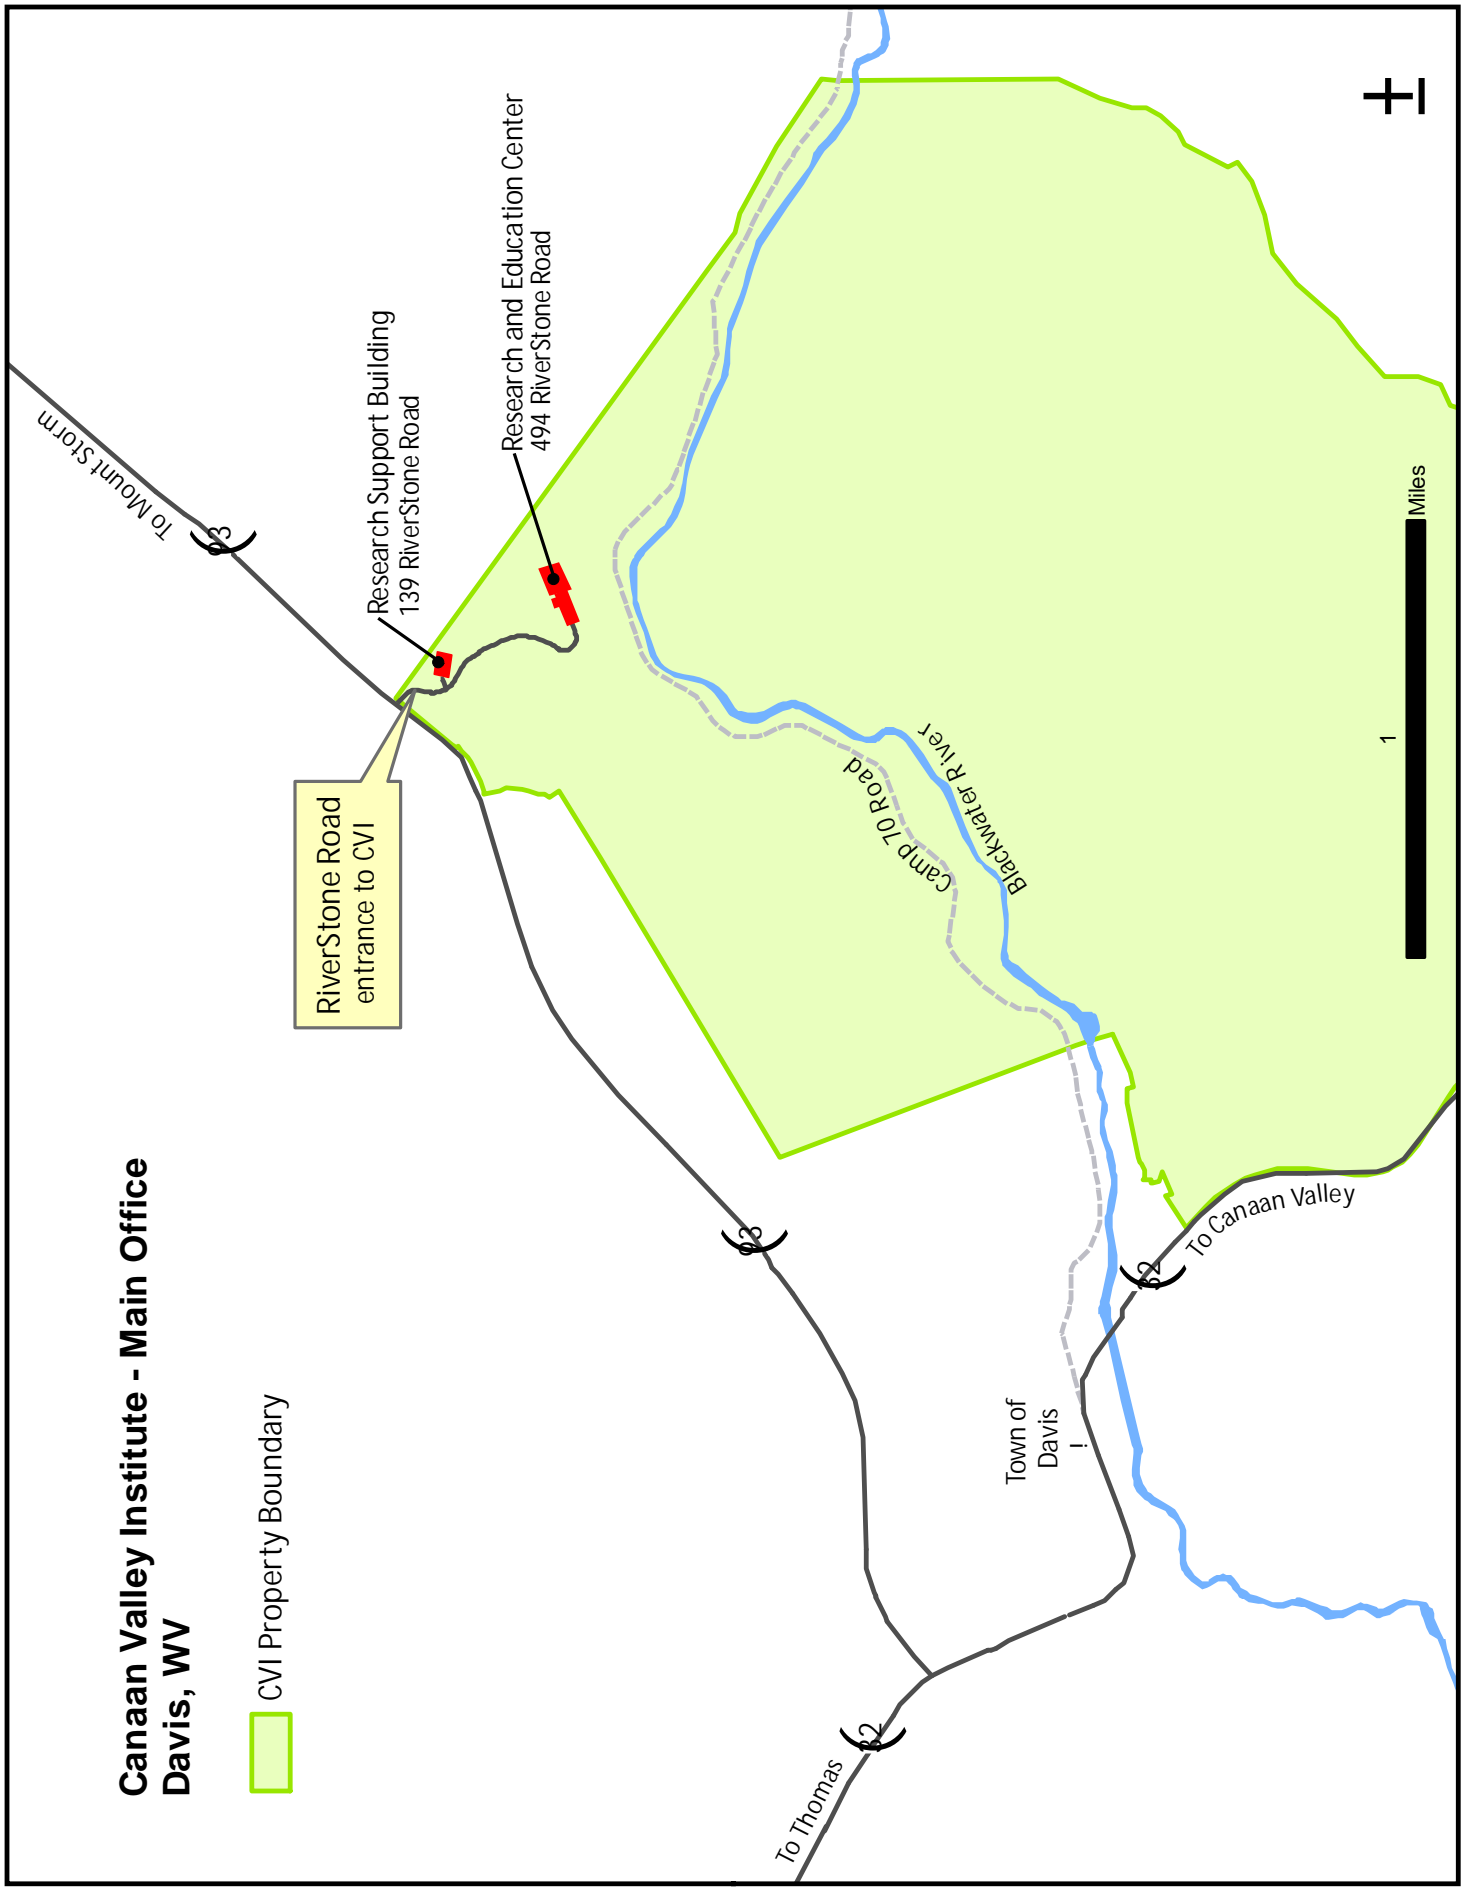 Canaan Valley Institute - Main Office
Davis, WV
CVI Property Boundary
To Mount Storm
93
Research Support Building
139 RiverStone Road
Research and Education Center
494 RiverStone Road
RiverStone Road
entrance to CVI
93
Camp 70 Road
Blackwater River
Town of
Davis
32
To Canaan Valley
32
To Thomas
1
Miles